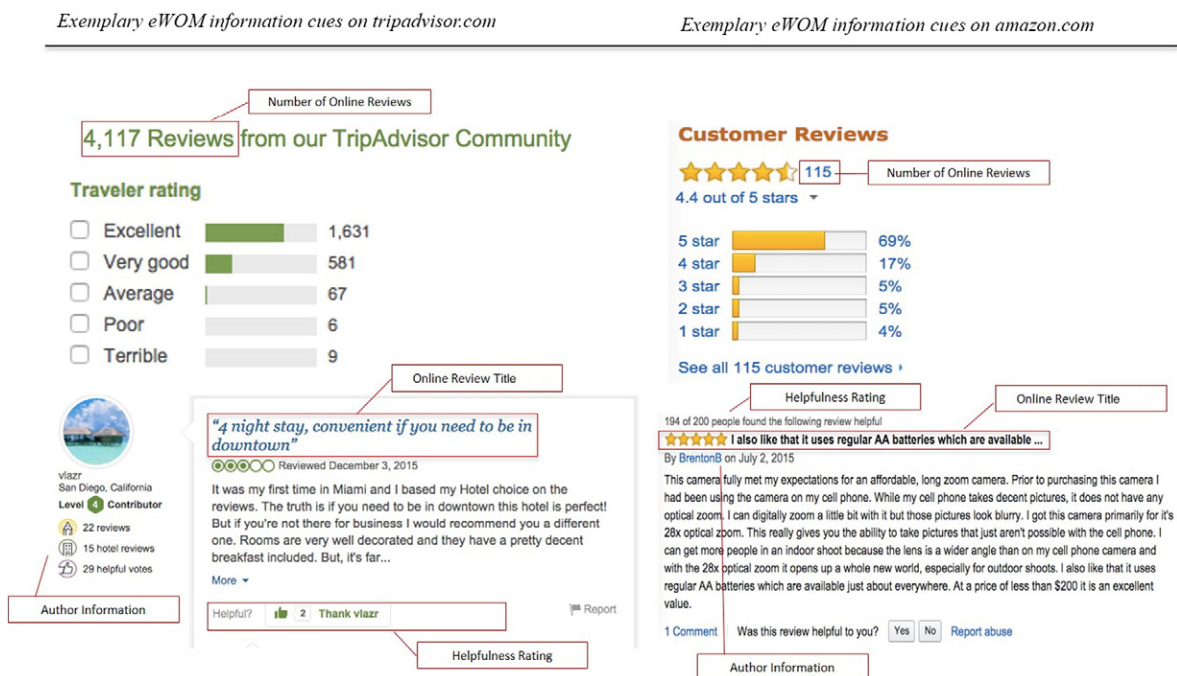 Exemplary eWOM information cues on tripadvisor.com
Number of Online Reviews
4,117 Reviews from our TripAdvisor Community
Traveler rating
Excellent 1,631
Very good 581
Average 67
Poor 6
Terrible 9
Online Review Title
"4 night stay, convenient if you need to be in
downtown"
Reviewed December 3, 2015
vlazr
San Diego, California
Level 4 Contributor
22 reviews
15 hotel reviews
29 helpful votes
Author Information
It was my first time in Miami and I based my Hotel choice on the
reviews. The truth is if you need to be in downtown this hotel is perfect!
But if you're not there for business I would recommend you a different
one. Rooms are very well decorated and they have a pretty decent
breakfast included. But, it's far...
More
Helpful? 2 Thank vlazr Report
Helpfulness Rating
Exemplary eWOM information cues on amazon.com
Customer Reviews
115
Number of Online Reviews
4.4 out of 5 stars
5 star 69%
4 star 17%
3 star 5%
2 star 5%
1 star 4%
See all 115 customer reviews ›
Helpfulness Rating
Online Review Title
194 of 200 people found the following review helpful
I also like that it uses regular AA batteries which are available ...
By BrentonB on July 2, 2015
This camera fully met my expectations for an affordable, long zoom camera. Prior to purchasing this camera I
had been using the camera on my cell phone. While my cell phone takes decent pictures, it does not have any
optical zoom. I can digitally zoom a little bit with it but those pictures look blurry. I got this camera primarily for it's
28x optical zoom. This really gives you the ability to take pictures that just aren't possible with the cell phone. I
can get more people in an indoor shoot because the lens is a wider angle than on my cell phone camera and
with the 28x optical zoom it opens up a whole new world, especially for outdoor shoots. I also like that it uses
regular AA batteries which are available just about everywhere. At a price of less than $200 it is an excellent
value.
1 Comment Was this review helpful to you? Yes No Report abuse
Author Information